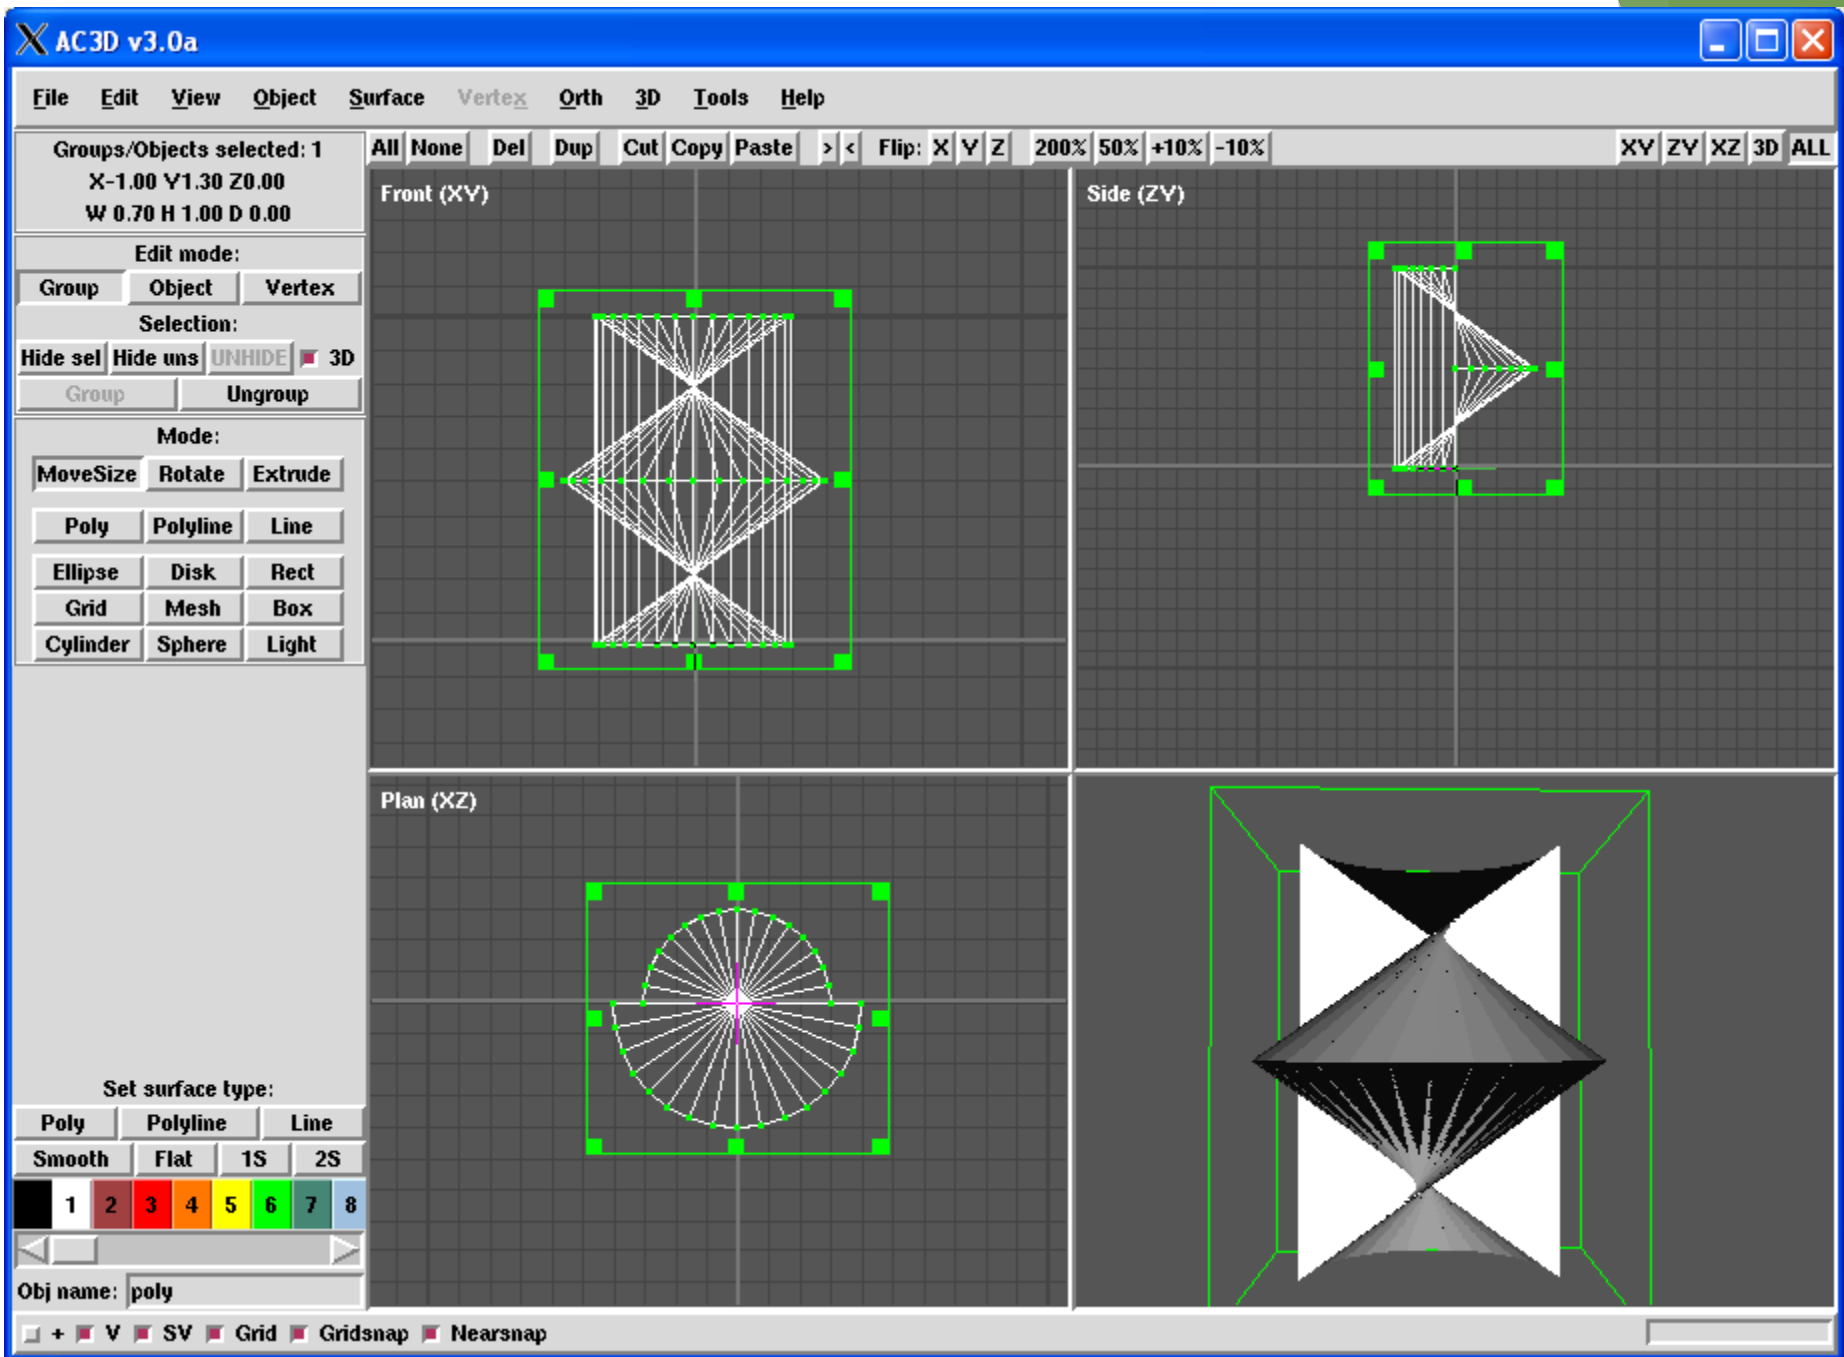 AC3D v3.0a
File Edit View Object Surface Vertex Orth 3D Tools Help
Groups/Objects selected: 1
X-1.00 Y1.30 Z0.00
W 0.70 H 1.00 D 0.00
All None Del Dup Cut Copy Paste > < Flip: X Y Z 200% 50% +10% -10% XY ZY XZ 3D ALL
Edit mode:
Group Object Vertex
Selection:
Hide sel Hide uns UNHIDE 3D
Group Ungroup
Mode:
MoveSize Rotate Extrude
Poly Polyline Line
Ellipse Disk Rect
Grid Mesh Box
Cylinder Sphere Light
Front (XY)
Side (ZY)
Plan (XZ)
Set surface type:
Poly Polyline Line
Smooth Flat 1S 2S
1 2 3 4 5 6 7 8
Obj name: poly
+ V SV Grid Gridsnap Nearsnap